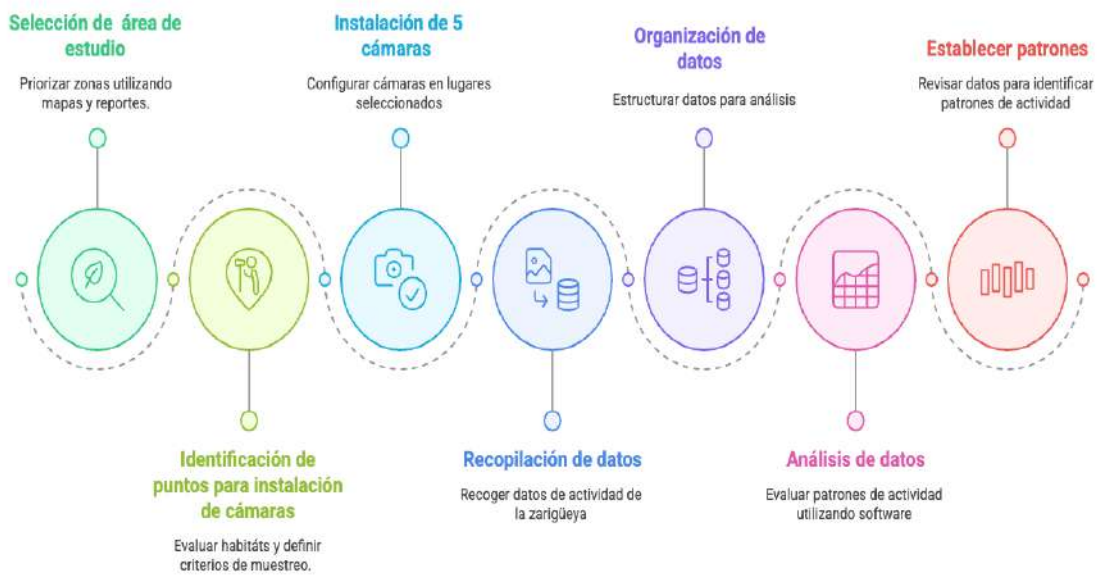 Selección de área de
estudio
Priorizar zonas utilizando
mapas y reportes.
Identificación de
puntos para instalación
de cámaras
Evaluar habitáts y definir
criterios de muestreo.
Instalación de 5
cámaras
Configurar cámaras en lugares
seleccionados
Recopilación de datos
Recoger datos de actividad de
la zarigüeya
Organización de
datos
Estructurar datos para análisis
Análisis de datos
Evaluar patrones de actividad
utilizando software
Establecer patrones
Revisar datos para identificar
patrones de actividad